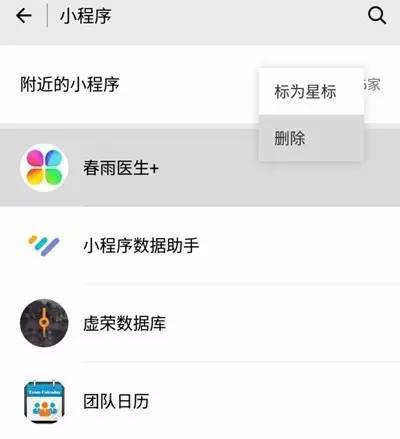 小程序
附近的小程序
标为星标
家
删除
春雨医生+
小程序数据助手
虚荣数据库
Team Calendar
团队日历